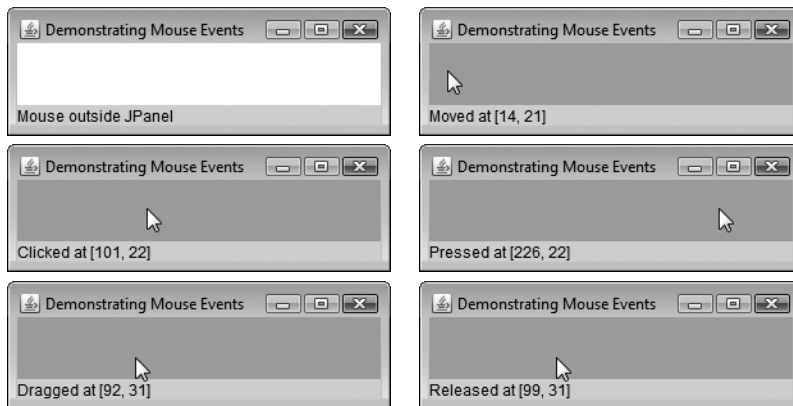 Demonstrating Mouse Events
Mouse outside JPanel
Demonstrating Mouse Events
Moved at [14, 21]
Demonstrating Mouse Events
Clicked at [101, 22]
Demonstrating Mouse Events
Pressed at [226, 22]
Demonstrating Mouse Events
Dragged at [92, 31]
Demonstrating Mouse Events
Released at [99, 31]